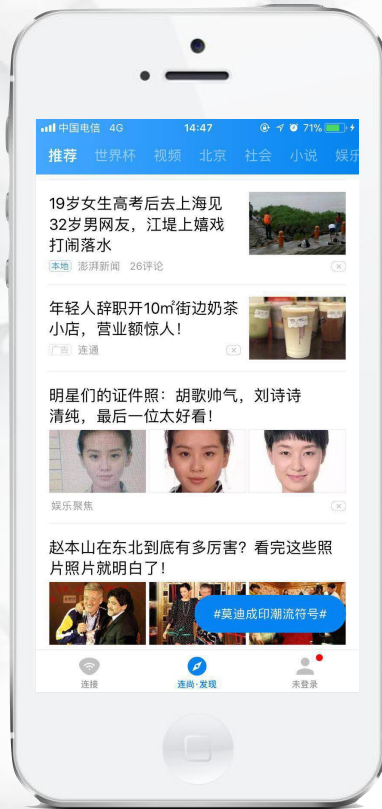 中国电信 4G 14:47 71%
推荐 世界杯 视频 北京 社会 小说 娱乐
19岁女生高考后去上海见
32岁男网友，江堤上嬉戏
打闹落水
本地 澎湃新闻 26评论
年轻人辞职开10㎡街边奶茶
小店，营业额惊人！
广告 连通
明星们的证件照：胡歌帅气，刘诗诗
清纯，最后一位太好看！
娱乐聚焦
赵本山在东北到底有多厉害？看完这些照
片照片就明白了！
#莫迪成印潮流符号#
连接 连尚·发现 未登录